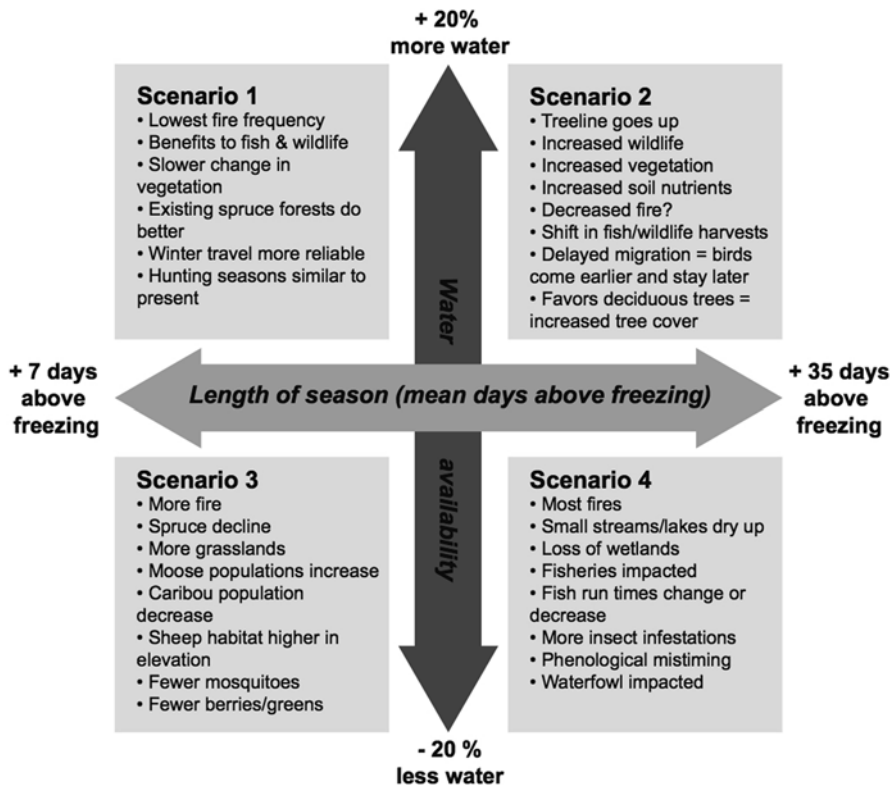 + 20%
more water
Scenario 1
• Lowest fire frequency
• Benefits to fish & wildlife
• Slower change in
vegetation
• Existing spruce forests do
better
• Winter travel more reliable
• Hunting seasons similar to
present
Scenario 2
• Treeline goes up
• Increased wildlife
• Increased vegetation
• Increased soil nutrients
• Decreased fire?
• Shift in fish/wildlife harvests
• Delayed migration = birds
come earlier and stay later
• Favors deciduous trees =
increased tree cover
Water
availability
+ 7 days
above
freezing
Length of season (mean days above freezing)
+ 35 days
above
freezing
Scenario 3
• More fire
• Spruce decline
• More grasslands
• Moose populations increase
• Caribou population
decrease
• Sheep habitat higher in
elevation
• Fewer mosquitoes
• Fewer berries/greens
Scenario 4
• Most fires
• Small streams/lakes dry up
• Loss of wetlands
• Fisheries impacted
• Fish run times change or
decrease
• More insect infestations
• Phenological mistiming
• Waterfowl impacted
- 20 %
less water